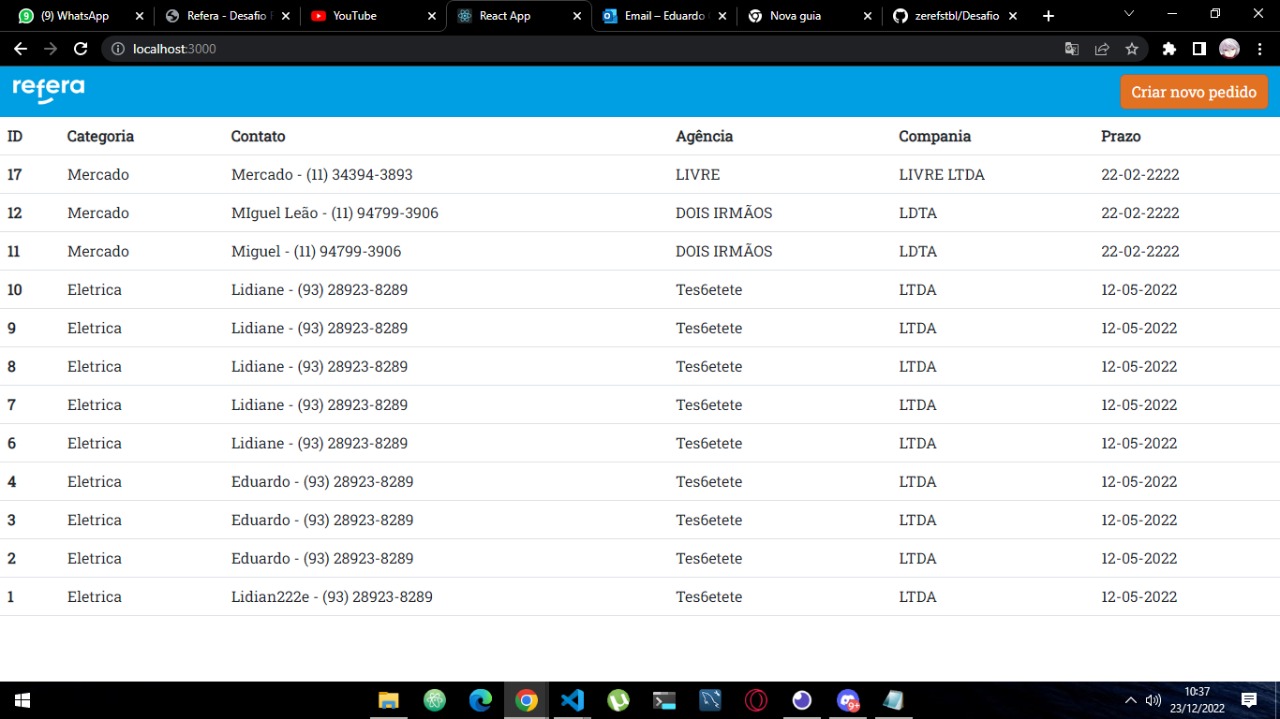 (9) WhatsApp
Refera - Desafio
YouTube
React App
Email – Eduardo
Nova guia
zerefstbl/Desafio
localhost:3000
refera
Criar novo pedido
ID Categoria Contato Agência Compania Prazo
17 Mercado Mercado - (11) 34394-3893 LIVRE LIVRE LTDA 22-02-2222
12 Mercado MIguel Leão - (11) 94799-3906 DOIS IRMÃOS LDTA 22-02-2222
11 Mercado Miguel - (11) 94799-3906 DOIS IRMÃOS LDTA 22-02-2222
10 Eletrica Lidiane - (93) 28923-8289 Tes6etete LTDA 12-05-2022
9 Eletrica Lidiane - (93) 28923-8289 Tes6etete LTDA 12-05-2022
8 Eletrica Lidiane - (93) 28923-8289 Tes6etete LTDA 12-05-2022
7 Eletrica Lidiane - (93) 28923-8289 Tes6etete LTDA 12-05-2022
6 Eletrica Lidiane - (93) 28923-8289 Tes6etete LTDA 12-05-2022
4 Eletrica Eduardo - (93) 28923-8289 Tes6etete LTDA 12-05-2022
3 Eletrica Eduardo - (93) 28923-8289 Tes6etete LTDA 12-05-2022
2 Eletrica Eduardo - (93) 28923-8289 Tes6etete LTDA 12-05-2022
1 Eletrica Lidian222e - (93) 28923-8289 Tes6etete LTDA 12-05-2022
9+
10:37
23/12/2022